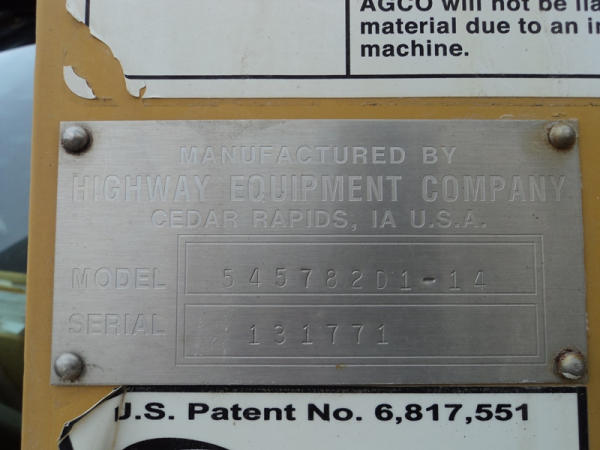 AGCO will not be lia
material due to an in
machine.
MANUFACTURED BY
HIGHWAY EQUIPMENT COMPANY
CEDAR RAPIDS, IA U.S.A.
MODEL 545782D1-14
SERIAL 131771
U.S. Patent No. 6,817,551